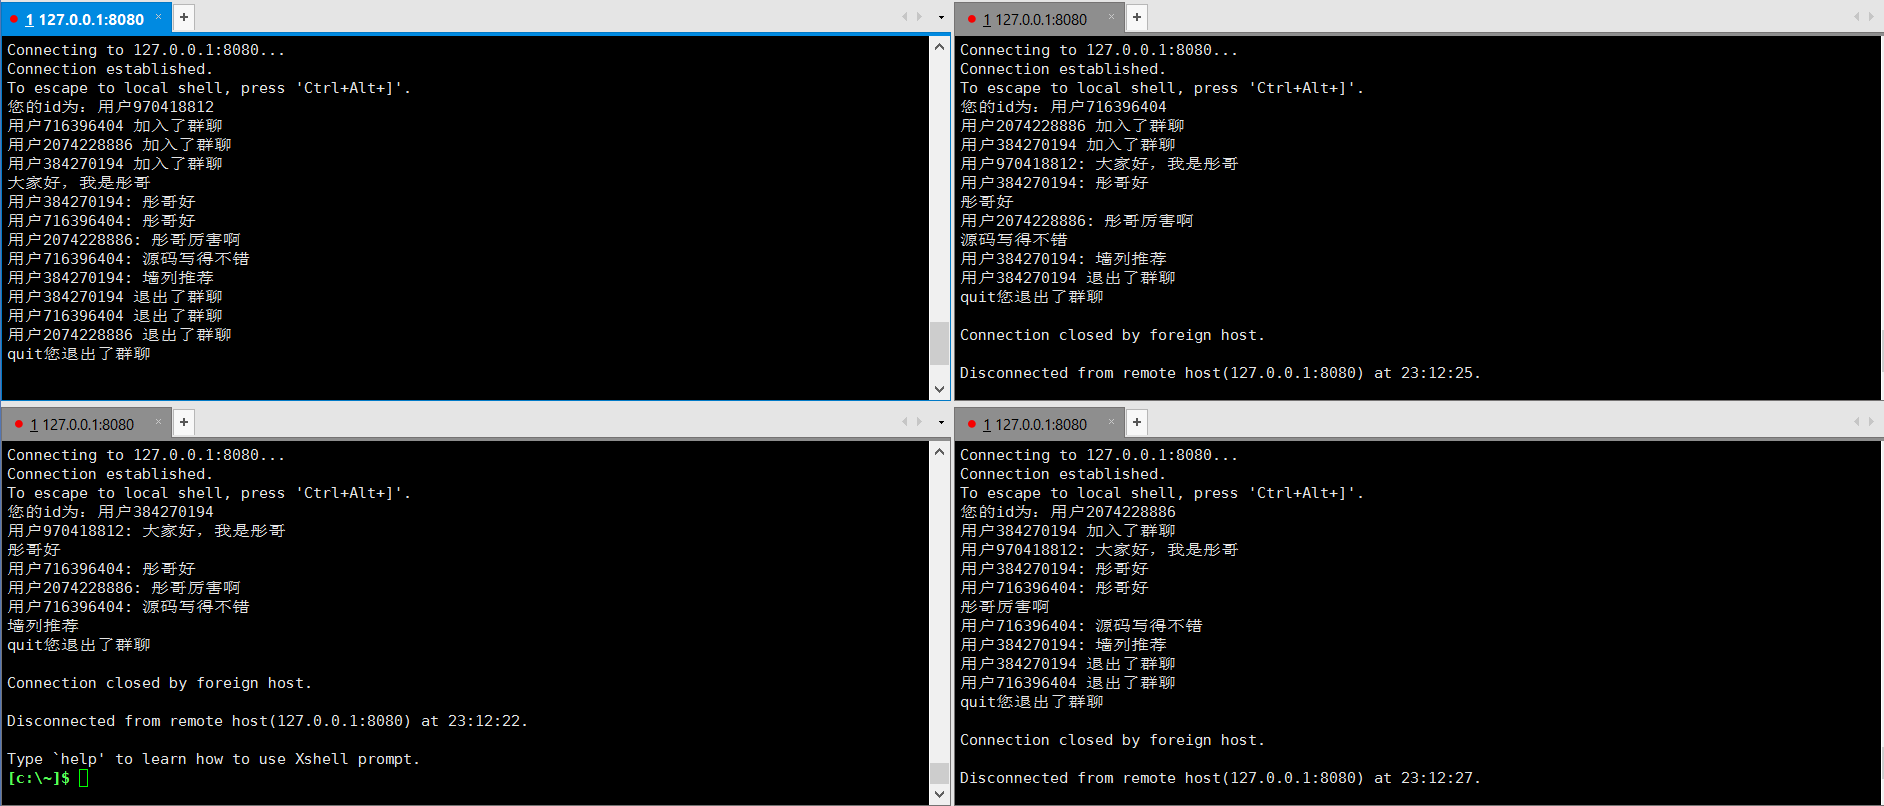 1 127.0.0.1:8080
Connecting to 127.0.0.1:8080...
Connection established.
To escape to local shell, press 'Ctrl+Alt+]'.
您的id为：用户970418812
用户716396404 加入了群聊
用户2074228886 加入了群聊
用户384270194 加入了群聊
大家好，我是彤哥
用户384270194: 彤哥好
用户716396404: 彤哥好
用户2074228886: 彤哥厉害啊
用户716396404: 源码写得不错
用户384270194: 墙列推荐
用户384270194 退出了群聊
用户716396404 退出了群聊
用户2074228886 退出了群聊
quit您退出了群聊
1 127.0.0.1:8080
Connecting to 127.0.0.1:8080...
Connection established.
To escape to local shell, press 'Ctrl+Alt+]'.
您的id为：用户716396404
用户2074228886 加入了群聊
用户384270194 加入了群聊
用户970418812: 大家好，我是彤哥
用户384270194: 彤哥好
彤哥好
用户2074228886: 彤哥厉害啊
源码写得不错
用户384270194: 墙列推荐
用户384270194 退出了群聊
quit您退出了群聊
Connection closed by foreign host.
Disconnected from remote host(127.0.0.1:8080) at 23:12:25.
1 127.0.0.1:8080
Connecting to 127.0.0.1:8080...
Connection established.
To escape to local shell, press 'Ctrl+Alt+]'.
您的id为：用户384270194
用户970418812: 大家好，我是彤哥
彤哥好
用户716396404: 彤哥好
用户2074228886: 彤哥厉害啊
用户716396404: 源码写得不错
墙列推荐
quit您退出了群聊
Connection closed by foreign host.
Disconnected from remote host(127.0.0.1:8080) at 23:12:22.
Type `help' to learn how to use Xshell prompt.
[c:\~]$
1 127.0.0.1:8080
Connecting to 127.0.0.1:8080...
Connection established.
To escape to local shell, press 'Ctrl+Alt+]'.
您的id为：用户2074228886
用户384270194 加入了群聊
用户970418812: 大家好，我是彤哥
用户384270194: 彤哥好
用户716396404: 彤哥好
彤哥厉害啊
用户716396404: 源码写得不错
用户384270194: 墙列推荐
用户384270194 退出了群聊
用户716396404 退出了群聊
quit您退出了群聊
Connection closed by foreign host.
Disconnected from remote host(127.0.0.1:8080) at 23:12:27.